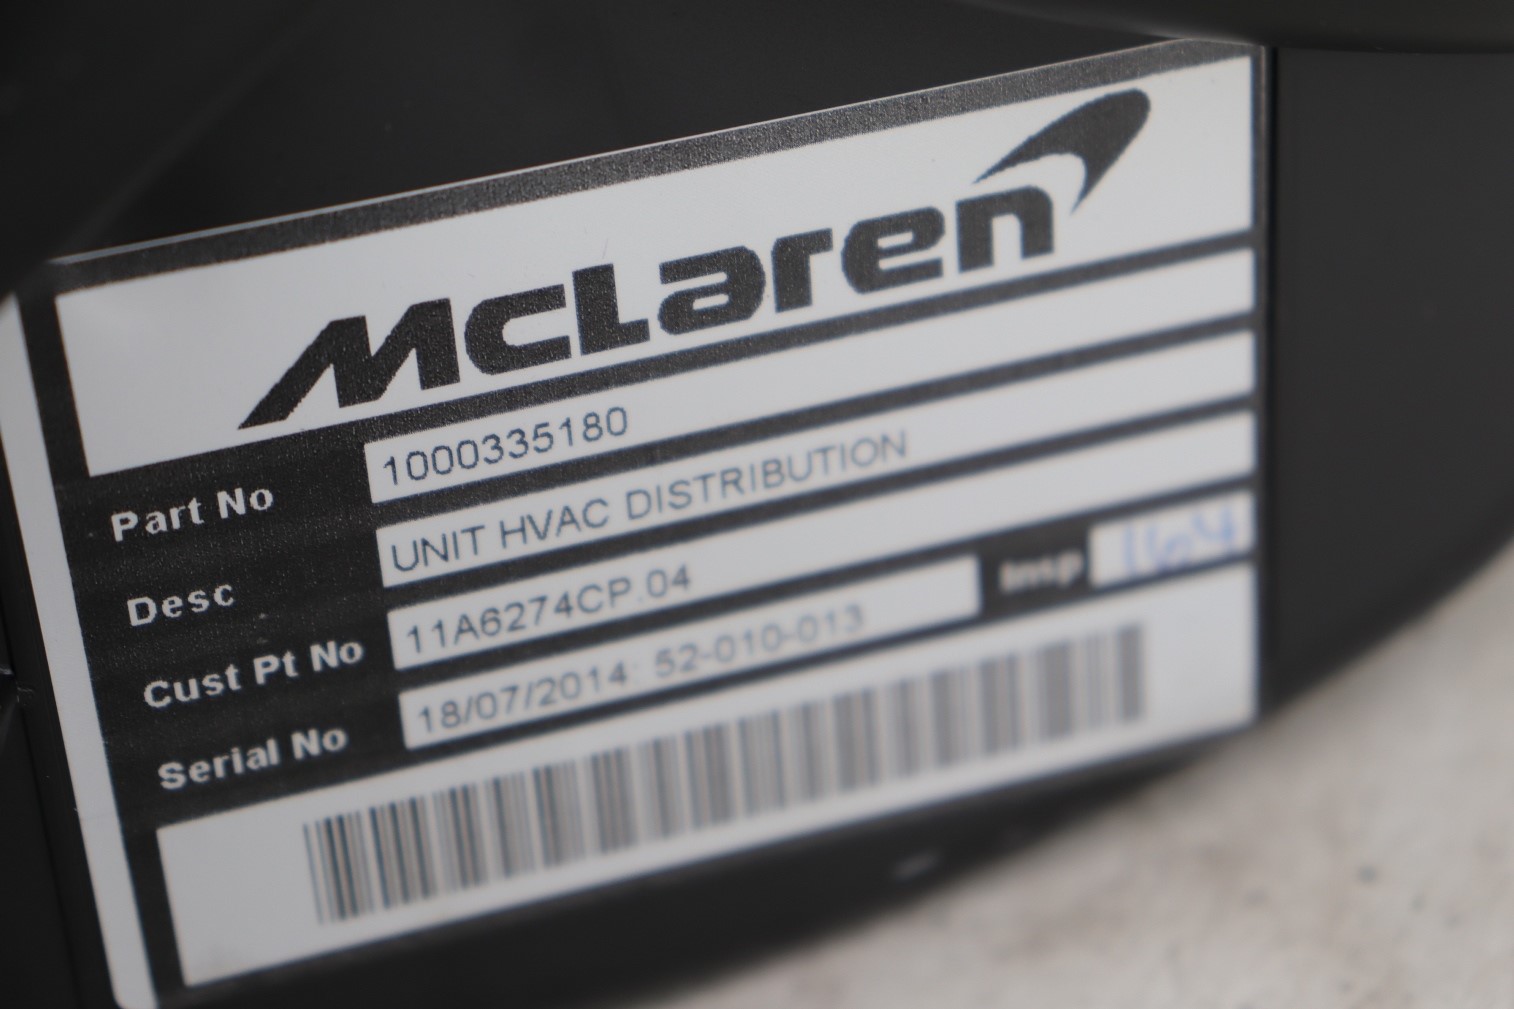 McLaren
Part No 1000335180
Desc UNIT HVAC DISTRIBUTION
Cust Pt No 11A6274CP.04
Serial No 18/07/2014: 52-010-013 Insp